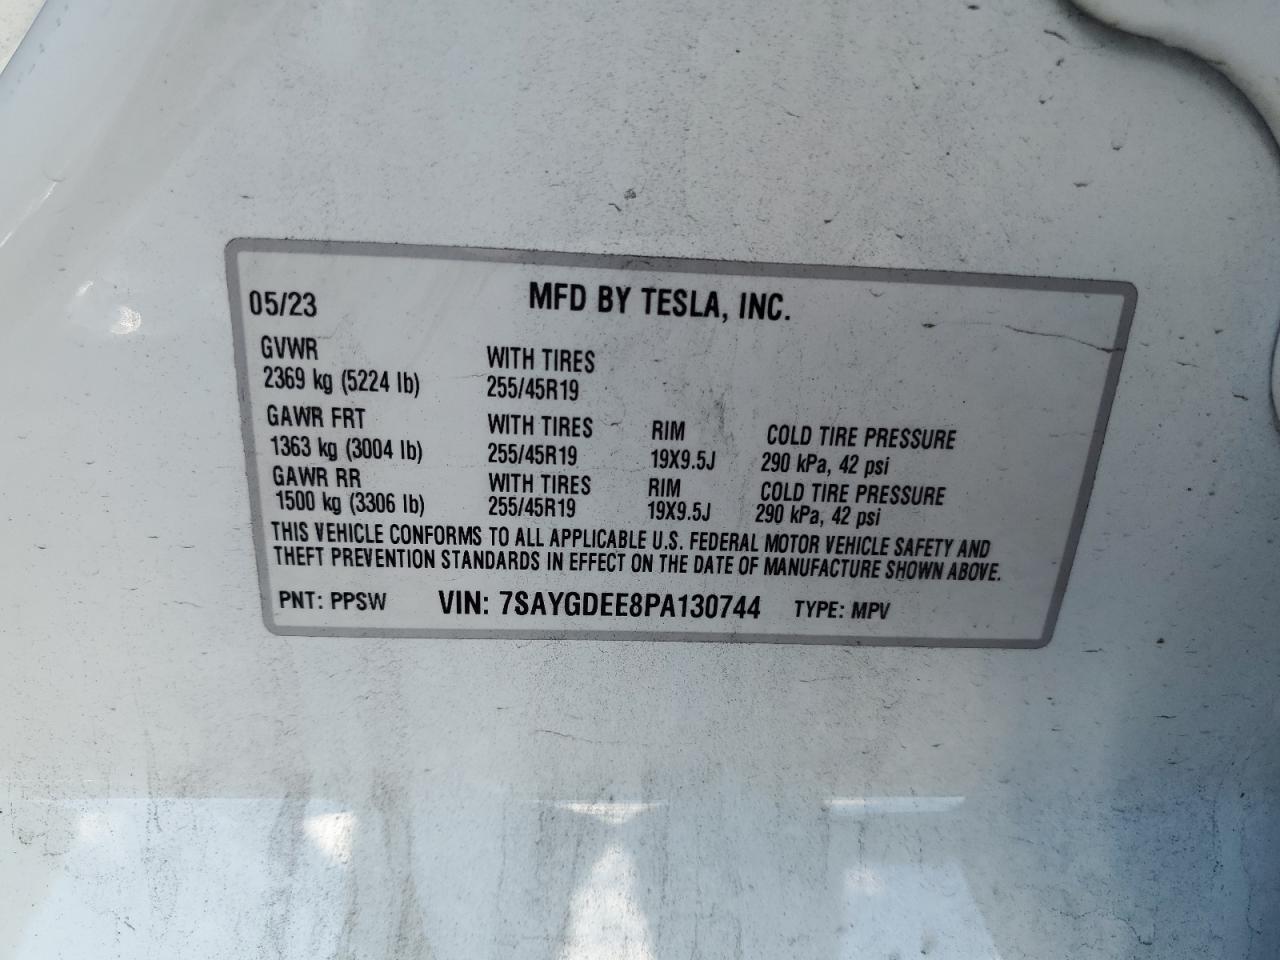 05/23 MFD BY TESLA, INC.
GVWR WITH TIRES
2369 kg (5224 lb) 255/45R19
GAWR FRT WITH TIRES RIM COLD TIRE PRESSURE
1363 kg (3004 lb) 255/45R19 19X9.5J 290 kPa, 42 psi
GAWR RR WITH TIRES RIM COLD TIRE PRESSURE
1500 kg (3306 lb) 255/45R19 19X9.5J 290 kPa, 42 psi
THIS VEHICLE CONFORMS TO ALL APPLICABLE U.S. FEDERAL MOTOR VEHICLE SAFETY AND
THEFT PREVENTION STANDARDS IN EFFECT ON THE DATE OF MANUFACTURE SHOWN ABOVE.
PNT: PPSW VIN: 7SAYGDEE8PA130744 TYPE: MPV